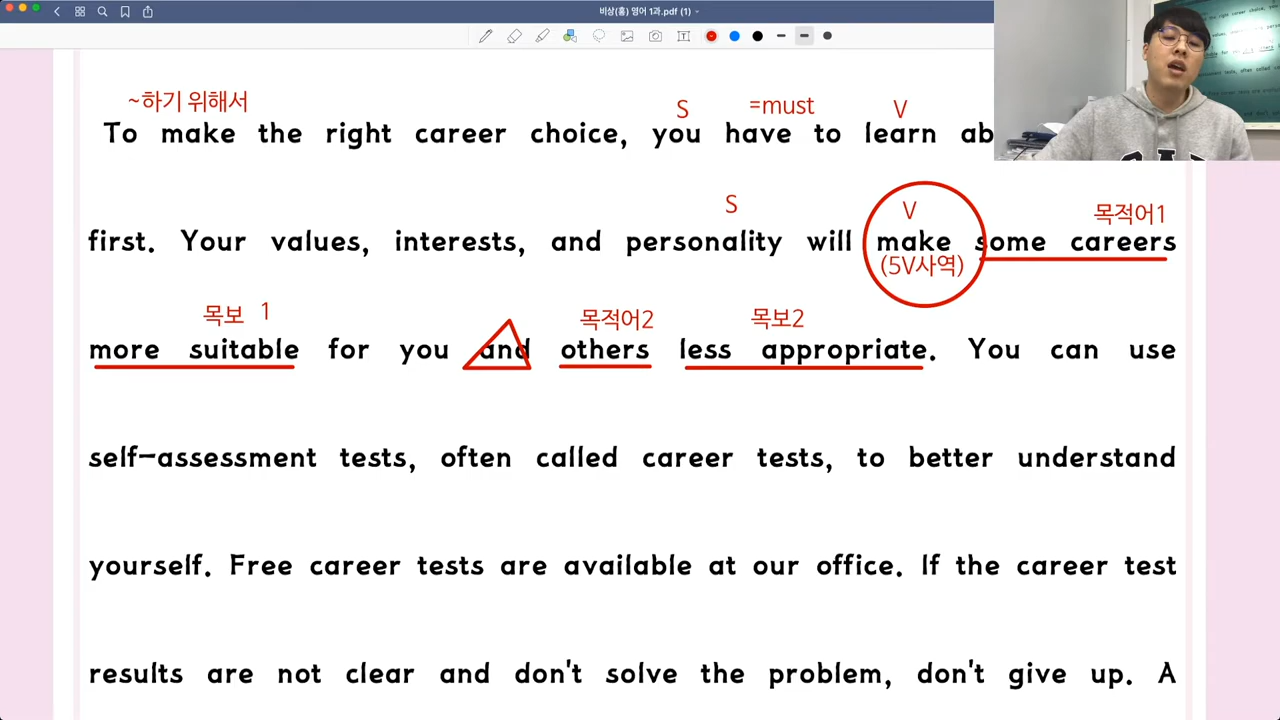 비상(홍) 영어 1과.pdf (1)
~하기 위해서 S =must V
To make the right career choice, you have to learn ab
S V 목적어1
first. Your values, interests, and personality will make some careers
(5V사역)
목보 1 목적어2 목보2
more suitable for you and others less appropriate. You can use
self-assessment tests, often called career tests, to better understand
yourself. Free career tests are available at our office. If the career test
results are not clear and don't solve the problem, don't give up. A